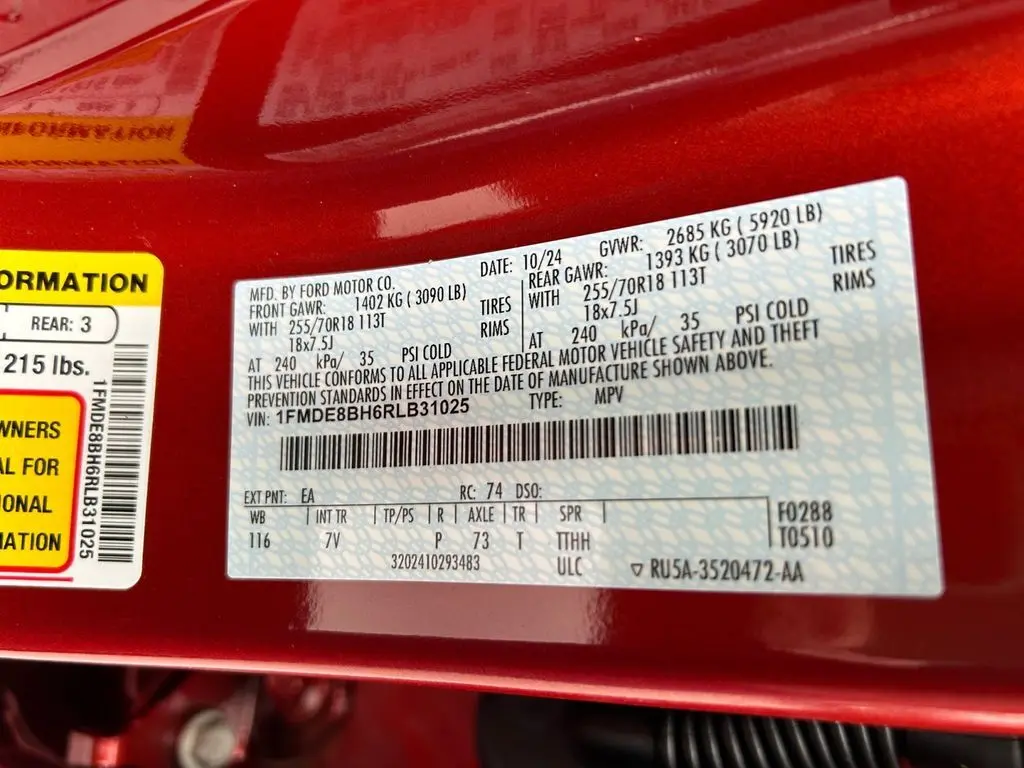 ORMATION
REAR: 3
215 lbs.
1FMDE8BH6RLB31025
WNERS
AL FOR
IONAL
MATION
MFD. BY FORD MOTOR CO. DATE: 10/24 GVWR: 2685 KG ( 5920 LB)
FRONT GAWR: 1402 KG ( 3090 LB) REAR GAWR: 1393 KG ( 3070 LB)
WITH 255/70R18 113T TIRES WITH 255/70R18 113T TIRES
18x7.5J RIMS 18x7.5J RIMS
AT 240 kPa/ 35 PSI COLD AT 240 kPa/ 35 PSI COLD
THIS VEHICLE CONFORMS TO ALL APPLICABLE FEDERAL MOTOR VEHICLE SAFETY AND THEFT
PREVENTION STANDARDS IN EFFECT ON THE DATE OF MANUFACTURE SHOWN ABOVE.
VIN: 1FMDE8BH6RLB31025 TYPE: MPV
EXT PNT: EA RC: 74 DSO:
WB INT TR TP/PS R AXLE TR SPR F0288
116 7V P 73 T TTHH T0510
3202410293483 ULC ▽ RU5A-3520472-AA